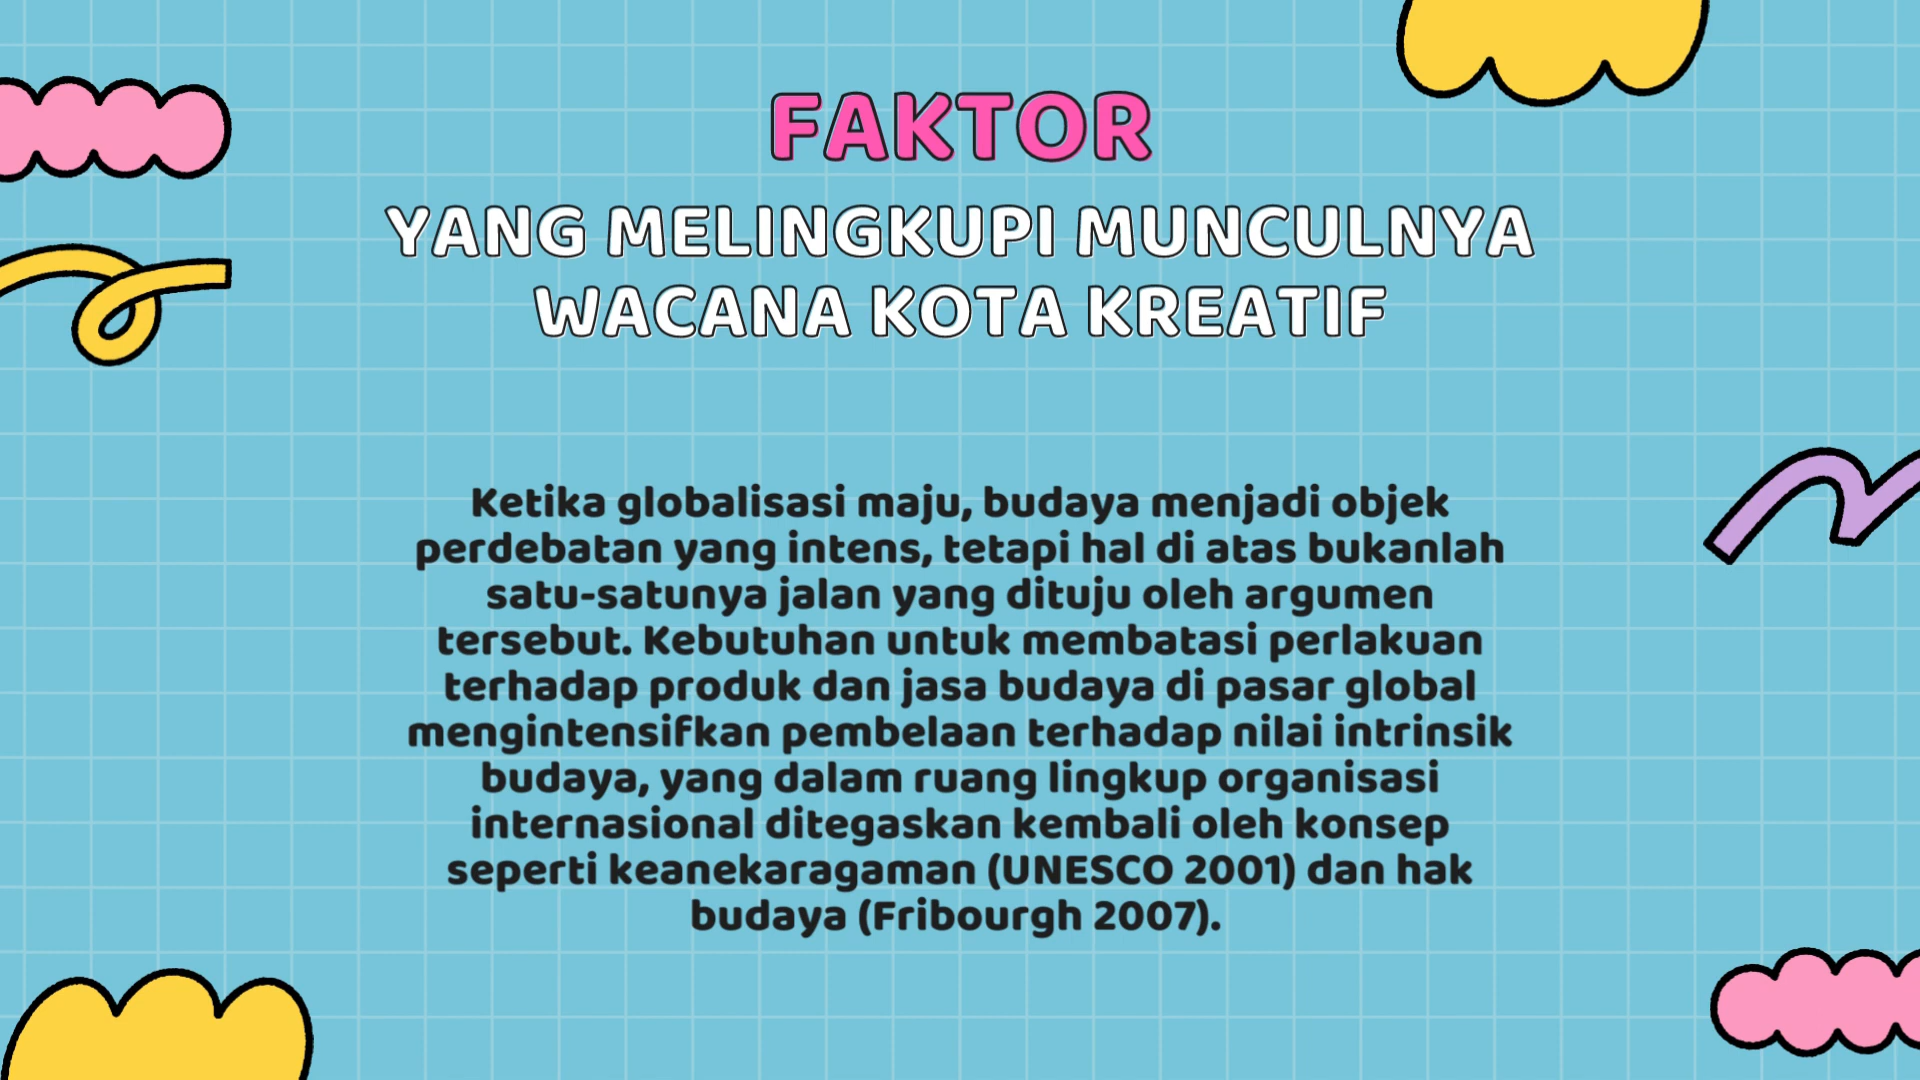 FAKTOR
YANG MELINGKUPI MUNCULNYA
WACANA KOTA KREATIF
Ketika globalisasi maju, budaya menjadi objek
perdebatan yang intens, tetapi hal di atas bukanlah
satu-satunya jalan yang dituju oleh argumen
tersebut. Kebutuhan untuk membatasi perlakuan
terhadap produk dan jasa budaya di pasar global
mengintensifkan pembelaan terhadap nilai intrinsik
budaya, yang dalam ruang lingkup organisasi
internasional ditegaskan kembali oleh konsep
seperti keanekaragaman (UNESCO 2001) dan hak
budaya (Fribourgh 2007).